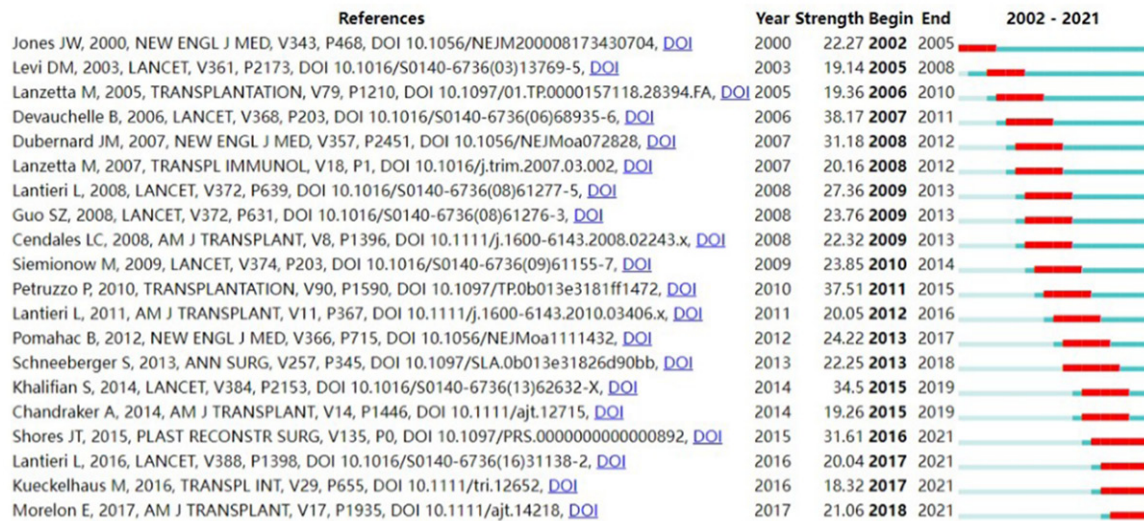 References Year Strength Begin End 2002 - 2021
Jones JW, 2000, NEW ENGL J MED, V343, P468, DOI 10.1056/NEJM200008173430704, DOI 2000 22.27 2002 2005
Levi DM, 2003, LANCET, V361, P2173, DOI 10.1016/S0140-6736(03)13769-5, DOI 2003 19.14 2005 2008
Lanzetta M, 2005, TRANSPLANTATION, V79, P1210, DOI 10.1097/01.TP.0000157118.28394.FA, DOI 2005 19.36 2006 2010
Devauchelle B, 2006, LANCET, V368, P203, DOI 10.1016/S0140-6736(06)68935-6, DOI 2006 38.17 2007 2011
Dubernard JM, 2007, NEW ENGL J MED, V357, P2451, DOI 10.1056/NEJMoa072828, DOI 2007 31.18 2008 2012
Lanzetta M, 2007, TRANSPL IMMUNOL, V18, P1, DOI 10.1016/j.trim.2007.03.002, DOI 2007 20.16 2008 2012
Lantieri L, 2008, LANCET, V372, P639, DOI 10.1016/S0140-6736(08)61277-5, DOI 2008 27.36 2009 2013
Guo SZ, 2008, LANCET, V372, P631, DOI 10.1016/S0140-6736(08)61276-3, DOI 2008 23.76 2009 2013
Cendales LC, 2008, AM J TRANSPLANT, V8, P1396, DOI 10.1111/j.1600-6143.2008.02243.x, DOI 2008 22.32 2009 2013
Siemionow M, 2009, LANCET, V374, P203, DOI 10.1016/S0140-6736(09)61155-7, DOI 2009 23.85 2010 2014
Petruzzo P, 2010, TRANSPLANTATION, V90, P1590, DOI 10.1097/TP.0b013e3181ff1472, DOI 2010 37.51 2011 2015
Lantieri L, 2011, AM J TRANSPLANT, V11, P367, DOI 10.1111/j.1600-6143.2010.03406.x, DOI 2011 20.05 2012 2016
Pomahac B, 2012, NEW ENGL J MED, V366, P715, DOI 10.1056/NEJMoa1111432, DOI 2012 24.22 2013 2017
Schneeberger S, 2013, ANN SURG, V257, P345, DOI 10.1097/SLA.0b013e31826d90bb, DOI 2013 22.25 2013 2018
Khalifian S, 2014, LANCET, V384, P2153, DOI 10.1016/S0140-6736(13)62632-X, DOI 2014 34.5 2015 2019
Chandraker A, 2014, AM J TRANSPLANT, V14, P1446, DOI 10.1111/ajt.12715, DOI 2014 19.26 2015 2019
Shores JT, 2015, PLAST RECONSTR SURG, V135, P0, DOI 10.1097/PRS.0000000000000892, DOI 2015 31.61 2016 2021
Lantieri L, 2016, LANCET, V388, P1398, DOI 10.1016/S0140-6736(16)31138-2, DOI 2016 20.04 2017 2021
Kueckelhaus M, 2016, TRANSPL INT, V29, P655, DOI 10.1111/tri.12652, DOI 2016 18.32 2017 2021
Morelon E, 2017, AM J TRANSPLANT, V17, P1935, DOI 10.1111/ajt.14218, DOI 2017 21.06 2018 2021